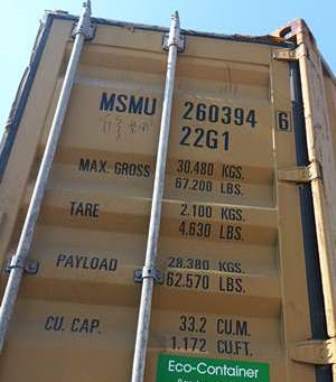 MSMU 260394 6
22G1
MAX. GROSS 30.480 KGS.
67.200 LBS.
TARE 2.100 KGS.
4.630 LBS.
PAYLOAD 28.380 KGS.
62.570 LBS.
CU. CAP. 33.2 CU.M.
1.172 CU.FT.
Eco-Container